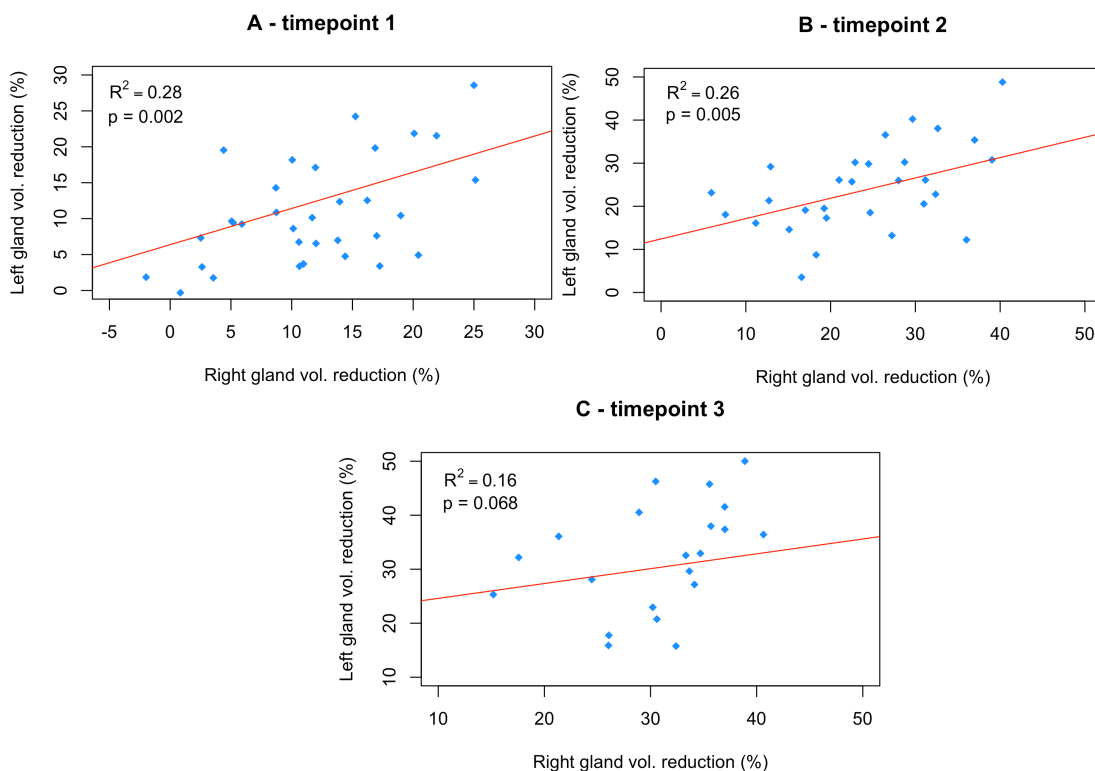 A - timepoint 1
R² = 0.28
p = 0.002
Left gland vol. reduction (%)
30
25
20
15
10
5
0
-5 0 5 10 15 20 25 30
Right gland vol. reduction (%)
B - timepoint 2
R² = 0.26
p = 0.005
Left gland vol. reduction (%)
50
40
30
20
10
0
0 10 20 30 40 50
Right gland vol. reduction (%)
C - timepoint 3
R² = 0.16
p = 0.068
Left gland vol. reduction (%)
50
40
30
20
10
10 20 30 40 50
Right gland vol. reduction (%)